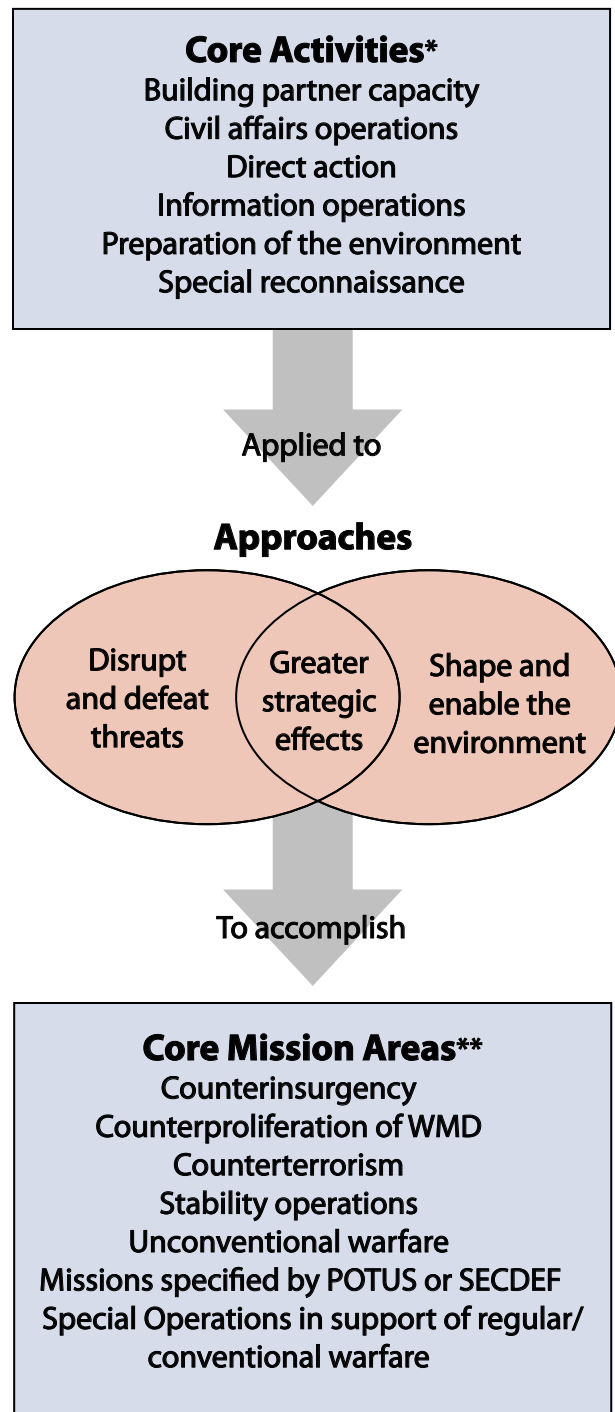 Core Activities*
Building partner capacity
Civil affairs operations
Direct action
Information operations
Preparation of the environment
Special reconnaissance
Applied to
Approaches
Disrupt
and defeat
threats
Greater
strategic
effects
Shape and
enable the
environment
To accomplish
Core Mission Areas**
Counterinsurgency
Counterproliferation of WMD
Counterterrorism
Stability operations
Unconventional warfare
Missions specified by POTUS or SECDEF
Special Operations in support of regular/
conventional warfare